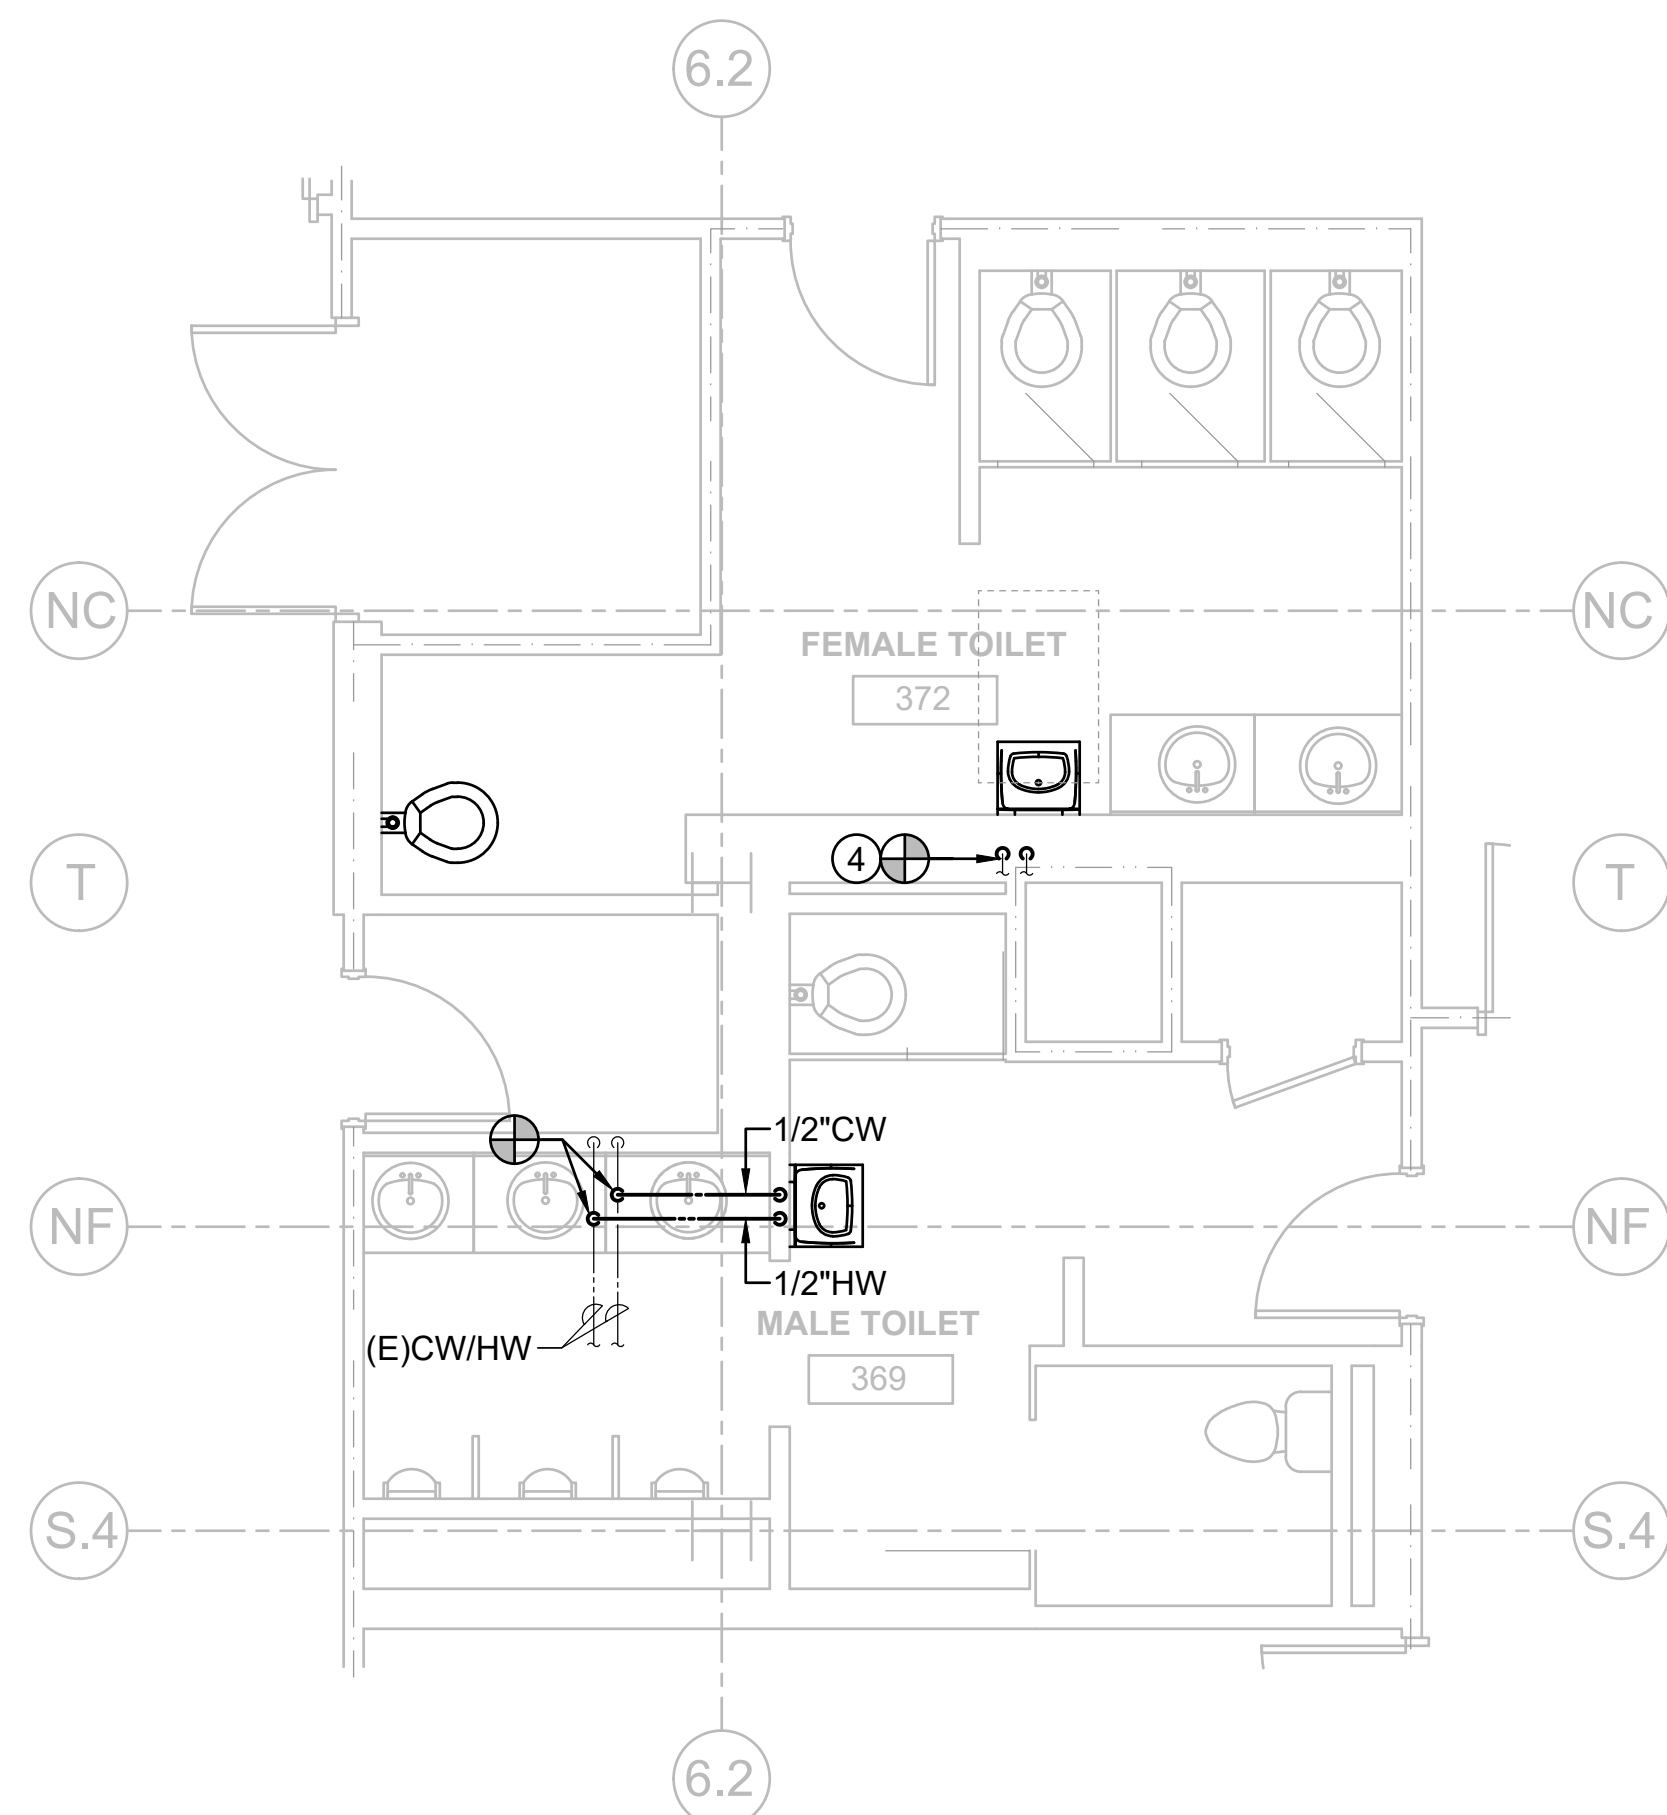 6.2
NC
NC
FEMALE TOILET
372
4
T
T
1/2"CW
NF
NF
1/2"HW
MALE TOILET
(E)CW/HW
369
S.4
S.4
6.2